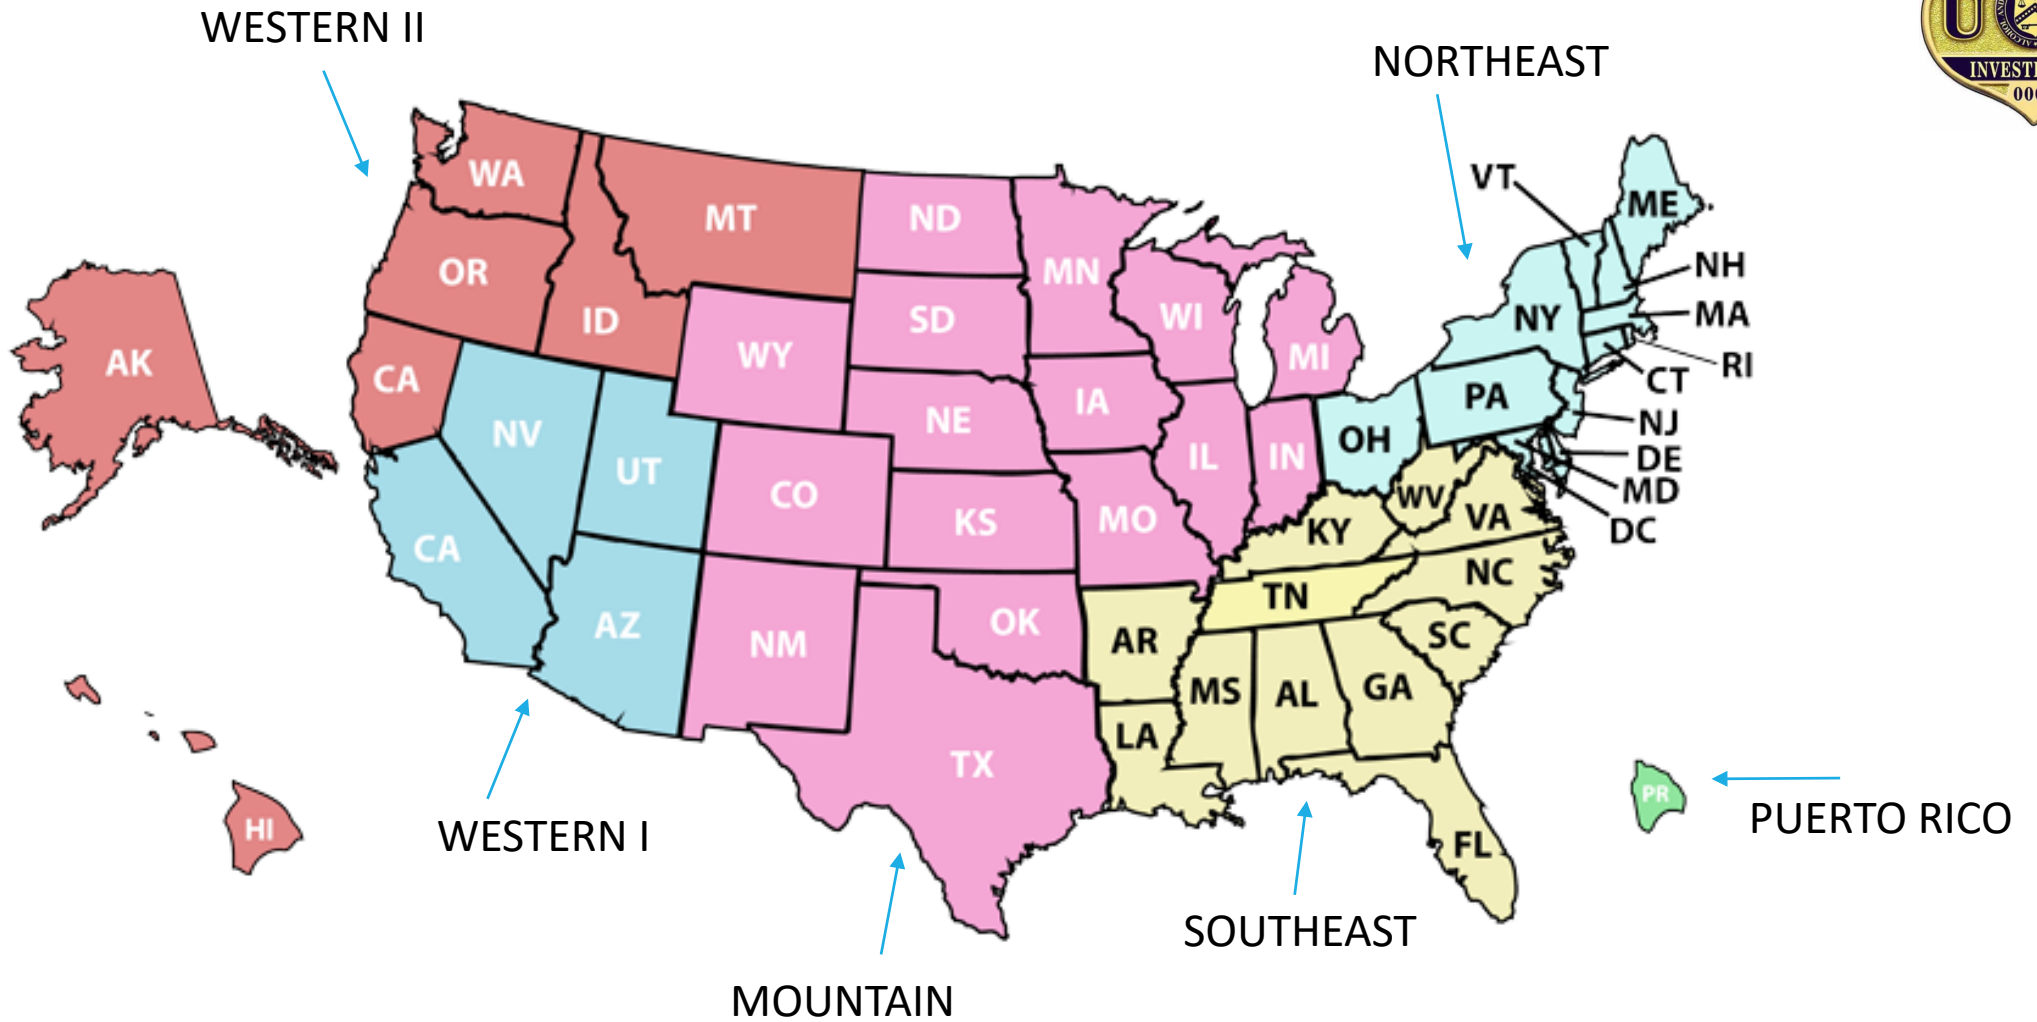 WESTERN II
NORTHEAST
U
INVESTI
000
WA
MT
ND
MN
VT
ME
OR
ID
SD
WI
MI
NY
NH
MA
RI
CT
AK
CA
WY
NE
IA
PA
NJ
NV
UT
CO
KS
MO
IL
IN
OH
DE
MD
DC
WV
VA
KY
CA
AZ
NM
OK
AR
TN
NC
SC
MS
AL
GA
LA
TX
FL
HI
PR
PUERTO RICO
WESTERN I
SOUTHEAST
MOUNTAIN